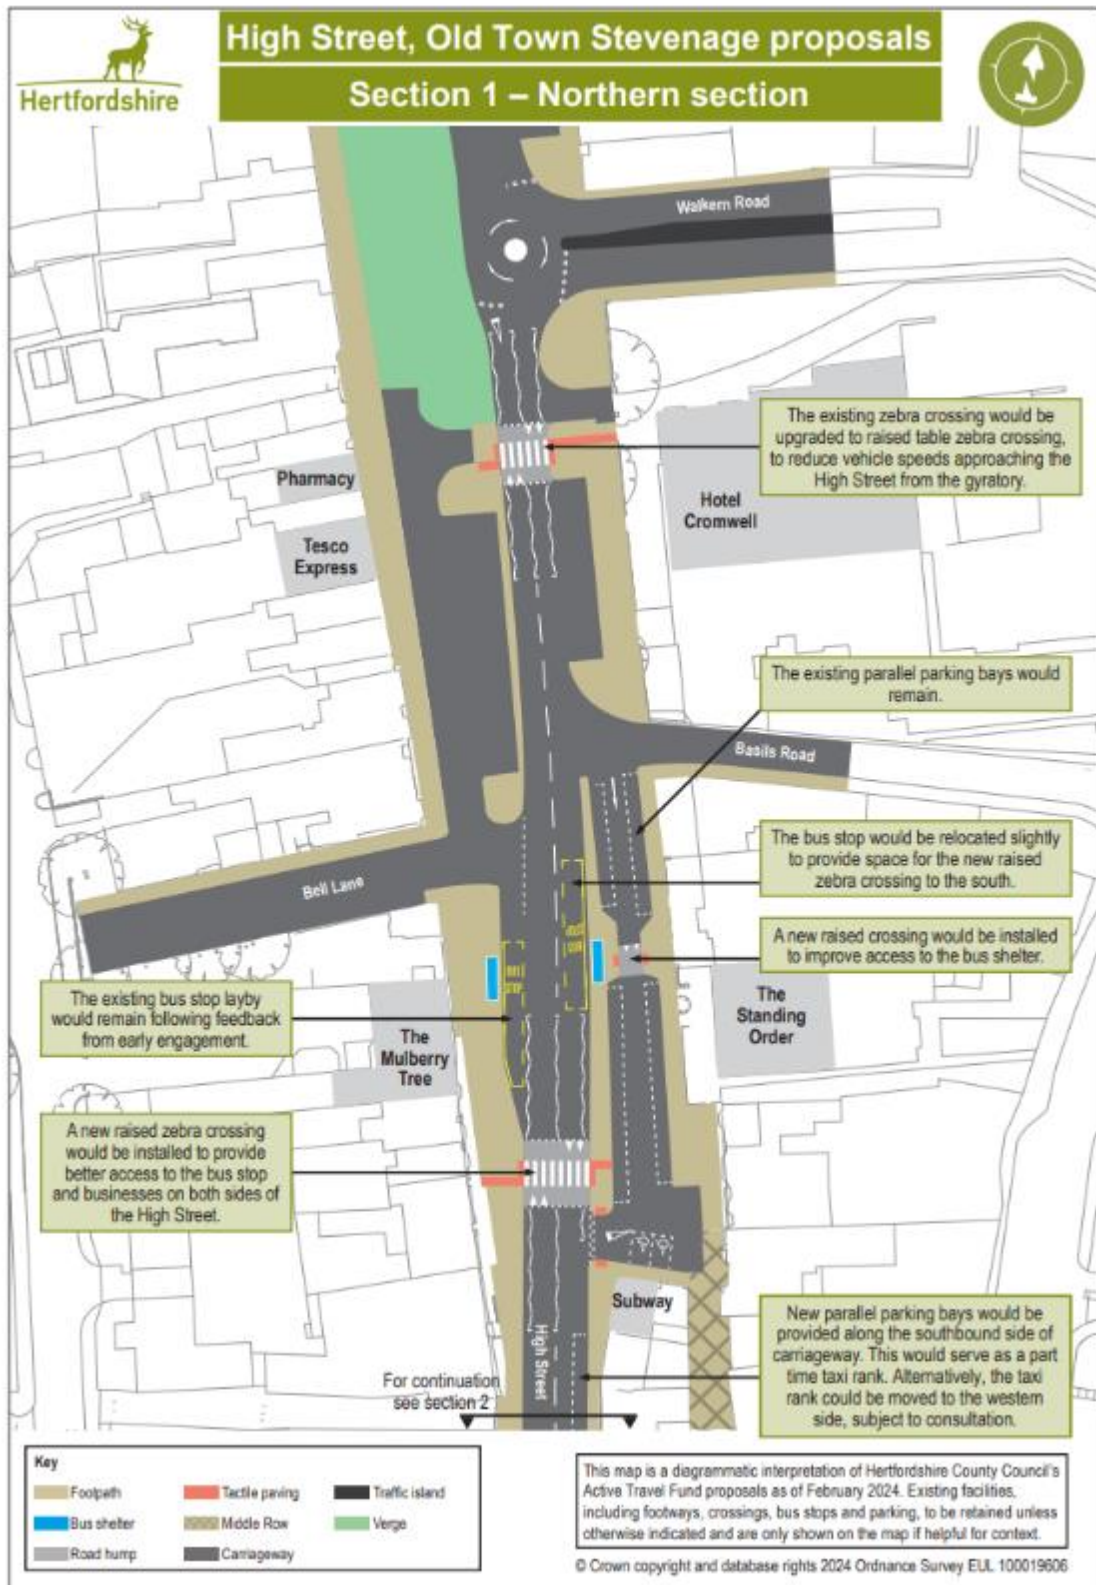 Hertfordshire
High Street, Old Town Stevenage proposals
Section 1 – Northern section
Walkern Road
The existing zebra crossing would be
upgraded to raised table zebra crossing,
to reduce vehicle speeds approaching the
High Street from the gyratory.
Pharmacy
Hotel
Cromwell
Tesco
Express
The existing parallel parking bays would
remain.
Basils Road
The bus stop would be relocated slightly
to provide space for the new raised
zebra crossing to the south.
Bell Lane
A new raised crossing would be installed
to improve access to the bus shelter.
BUS
STOP
BUS
STOP
The existing bus stop layby
would remain following feedback
from early engagement.
The
Mulberry
Tree
The
Standing
Order
A new raised zebra crossing
would be installed to provide
better access to the bus stop
and businesses on both sides of
the High Street.
Subway
High Street
New parallel parking bays would be
provided along the southbound side of
carriageway. This would serve as a part
time taxi rank. Alternatively, the taxi
rank could be moved to the western
side, subject to consultation.
For continuation
see section 2
Key
Footpath
Tactile paving
Traffic island
Bus shelter
Middle Row
Verge
Road hump
Carriageway
This map is a diagrammatic interpretation of Hertfordshire County Council's
Active Travel Fund proposals as of February 2024. Existing facilities,
including footways, crossings, bus stops and parking, to be retained unless
otherwise indicated and are only shown on the map if helpful for context.
© Crown copyright and database rights 2024 Ordnance Survey EUL 100019606